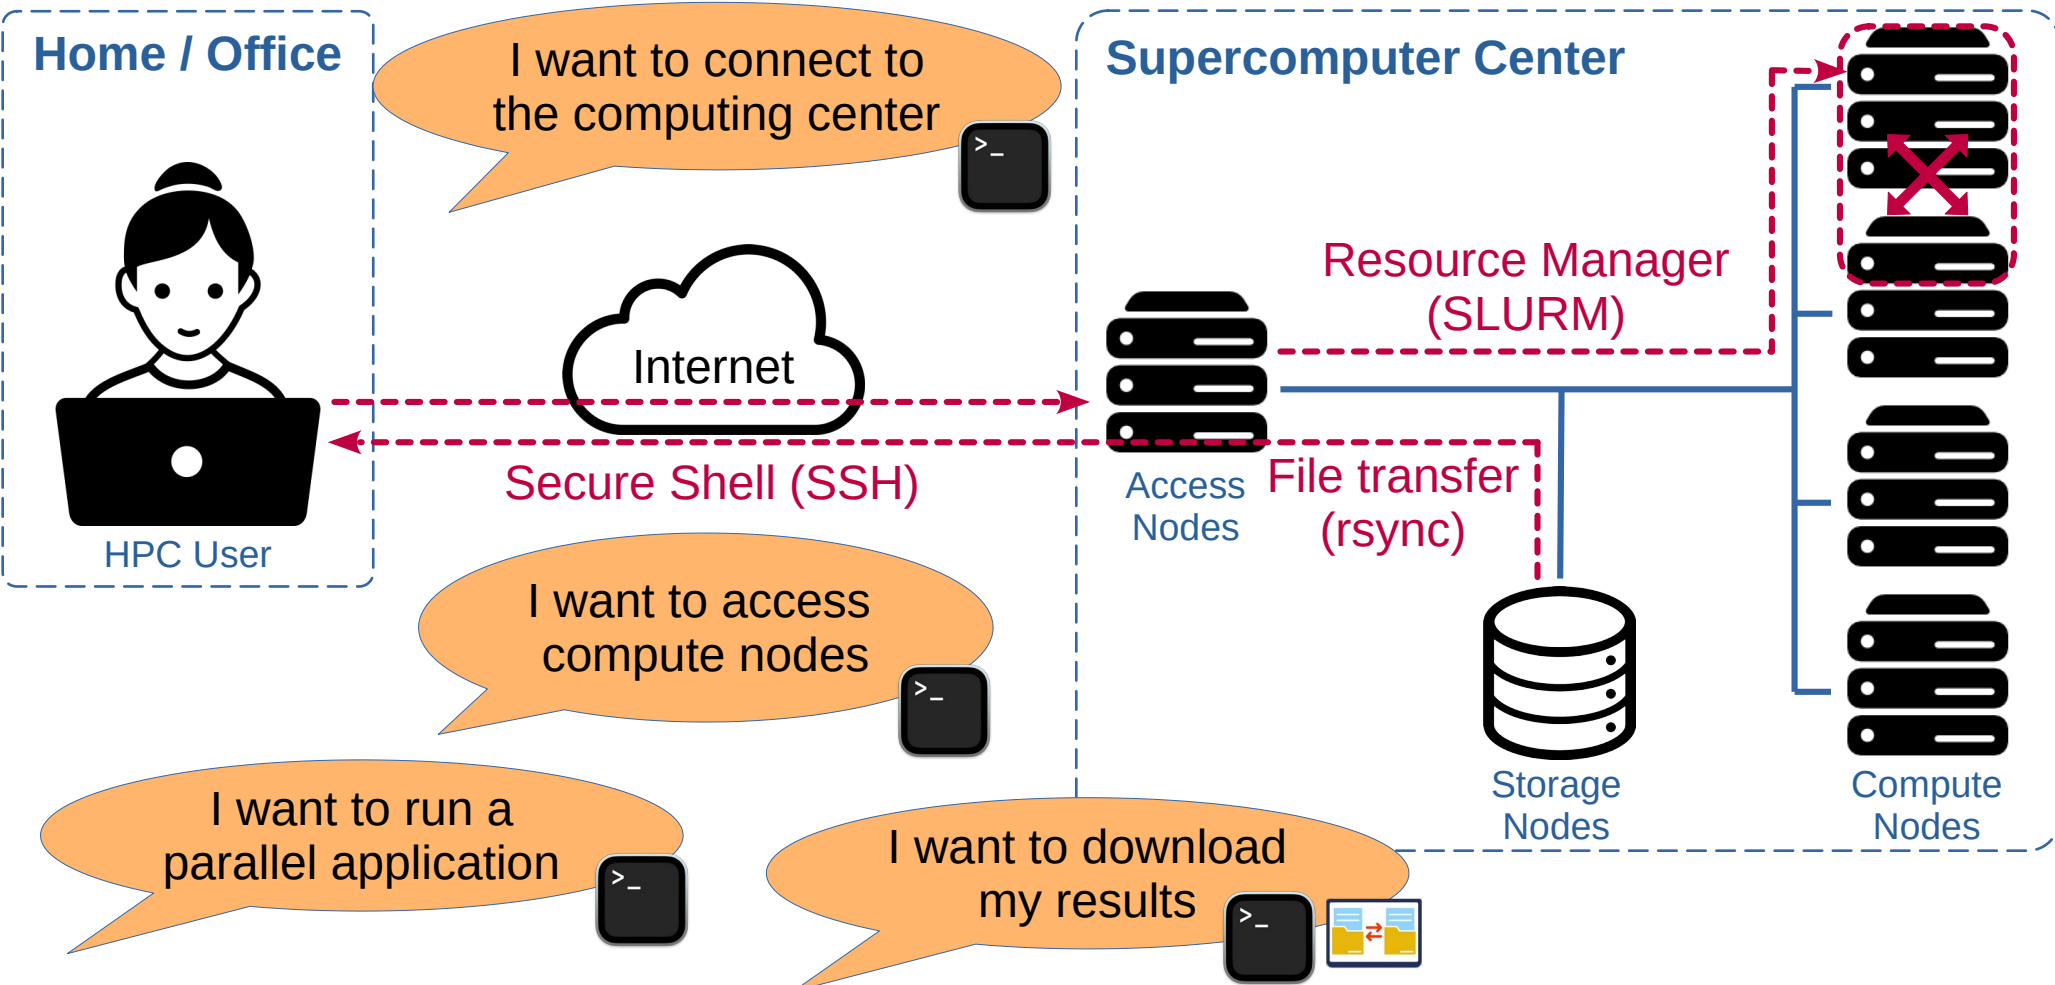 Home / Office
I want to connect to
the computing center
>_
Supercomputer Center
Resource Manager
(SLURM)
Internet
Secure Shell (SSH)
Access
Nodes
File transfer
(rsync)
HPC User
I want to access
compute nodes
>_
Storage
Nodes
Compute
Nodes
I want to run a
parallel application
>_
I want to download
my results
>_